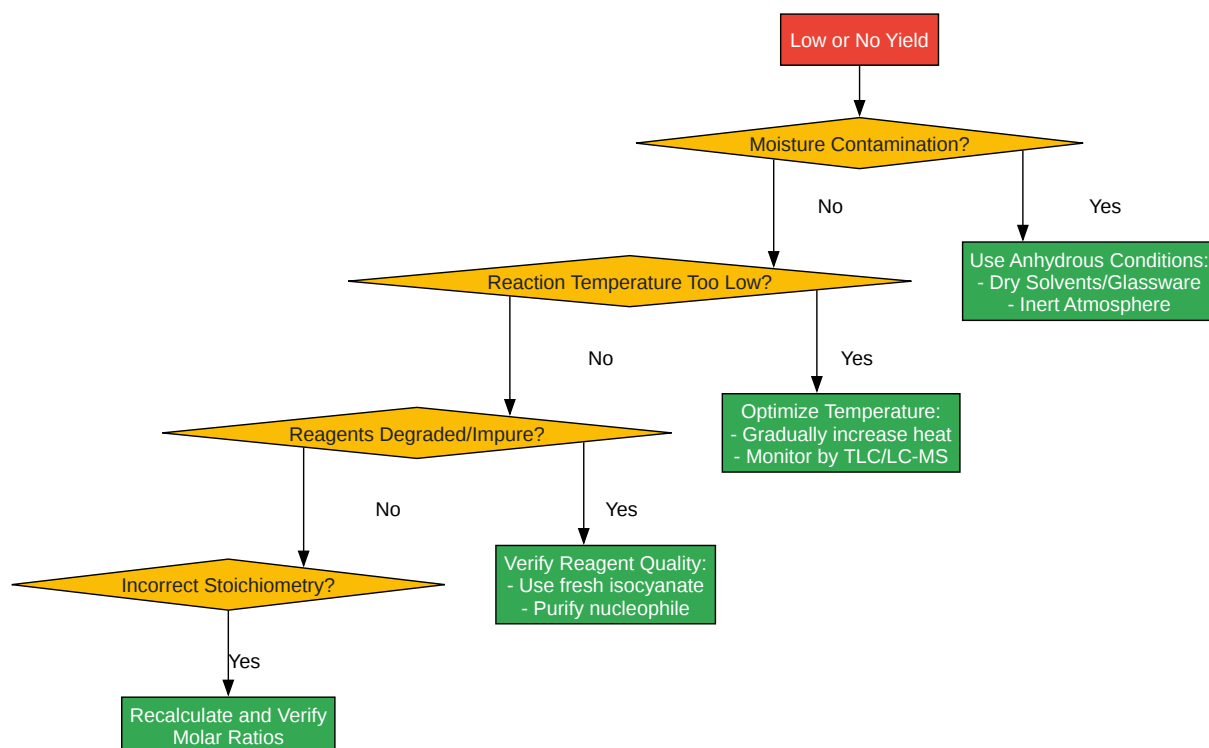 Low or No Yield
Moisture Contamination?
No
Yes
Use Anhydrous Conditions:
- Dry Solvents/Glassware
- Inert Atmosphere
Reaction Temperature Too Low?
No
Yes
Optimize Temperature:
- Gradually increase heat
- Monitor by TLC/LC-MS
Reagents Degraded/Impure?
No
Yes
Verify Reagent Quality:
- Use fresh isocyanate
- Purify nucleophile
Incorrect Stoichiometry?
Yes
Recalculate and Verify
Molar Ratios